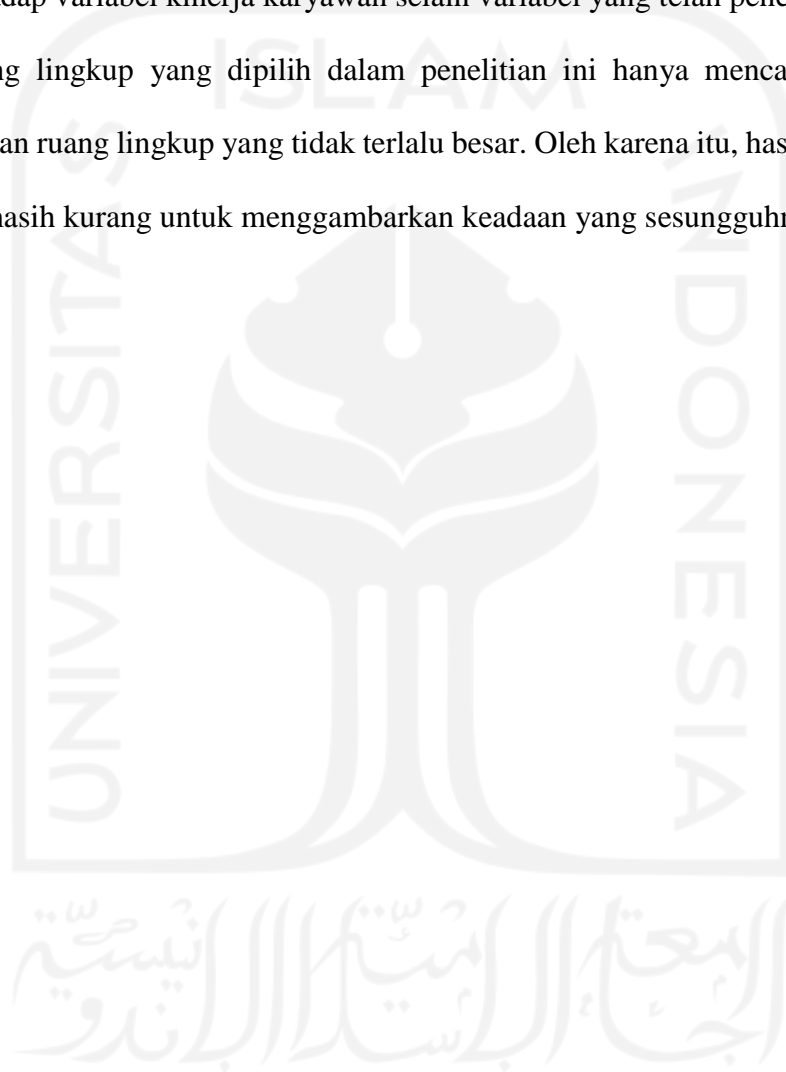 dap variabel kinerja karyawan selain variabel yang telah pene
ng lingkup yang dipilih dalam penelitian ini hanya menca
an ruang lingkup yang tidak terlalu besar. Oleh karena itu, has
nasih kurang untuk menggambarkan keadaan yang sesungguhn
ISLAM
UNIVERSITAS
INDONESIA